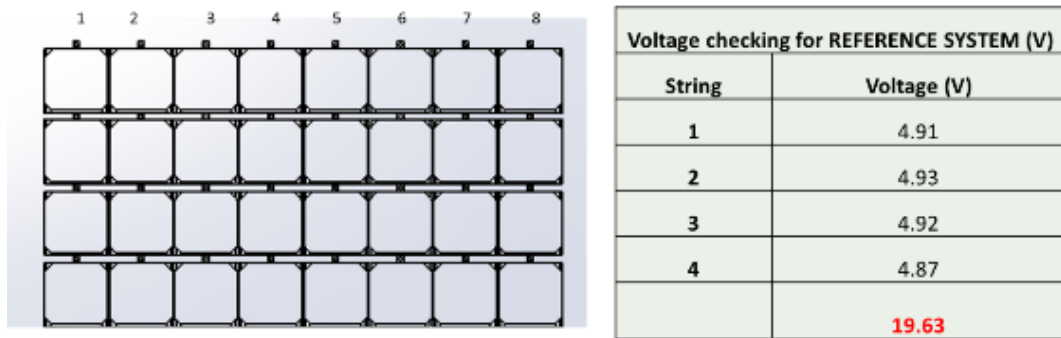 1 2 3 4 5 6 7 8
Voltage checking for REFERENCE SYSTEM (V)
String Voltage (V)
1 4.91
2 4.93
3 4.92
4 4.87
19.63